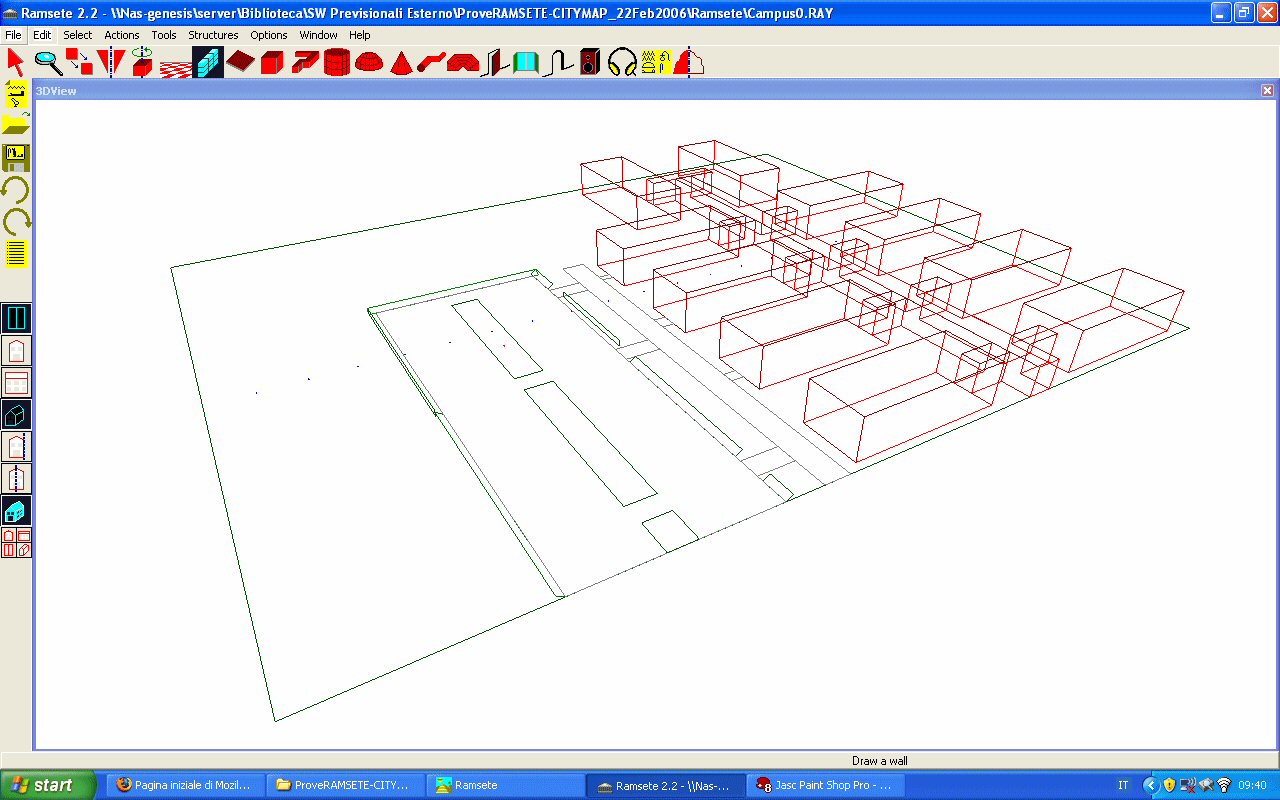 Ramsete 2.2 - \\Nas-genesis\server\Biblioteca\SW Previsionali Esterno\ProveRAMSETE-CITYMAP_22Feb2006\Ramsete\Campus0.RAY
File Edit Select Actions Tools Structures Options Window Help
3DView
Draw a wall
start
Pagina iniziale di Mozil...
ProveRAMSETE-CITY...
Ramsete
Ramsete 2.2 - \\Nas-...
8
Jasc Paint Shop Pro - ...
IT
09:40